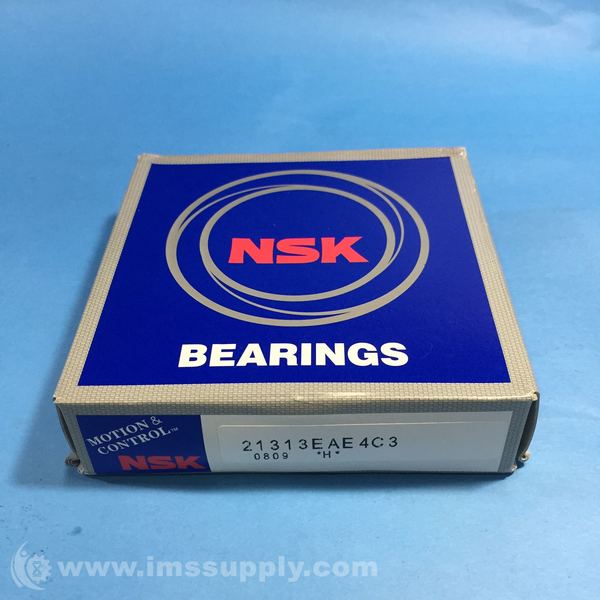 NSK
BEARINGS
MOTION &
CONTROL™
NSK
21313EAE4C3
0809 *H*
www.imssupply.com